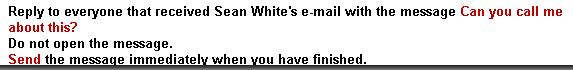 Reply to everyone that received Sean White's e-mail with the message Can you call me
about this?
Do not open the message.
Send the message immediately when you have finished.